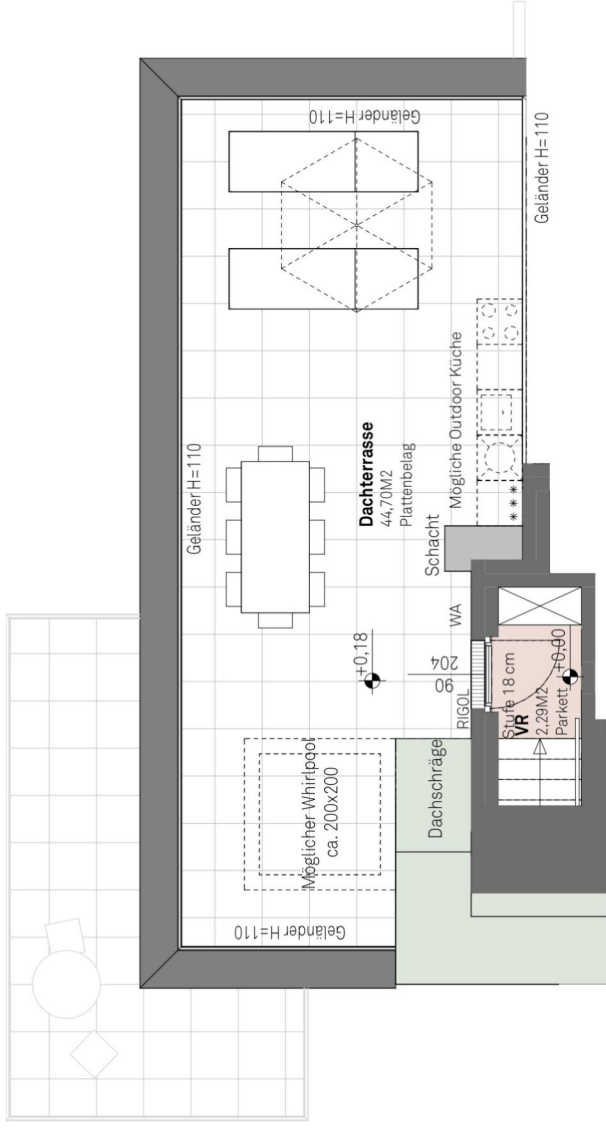 Geländer H=110
Geländer H=110
Geländer H=110
Dachterrasse
44,70M2
Plattenbelag
Mögliche Outdoor Küche
Schacht
***
+0,18
WA
90
204
RIGOL
Stufe 18 cm
VR
2,29M2
Parkett
+0,00
Möglicher Whirlpool
ca. 200x200
Dachschräge
Geländer H=110